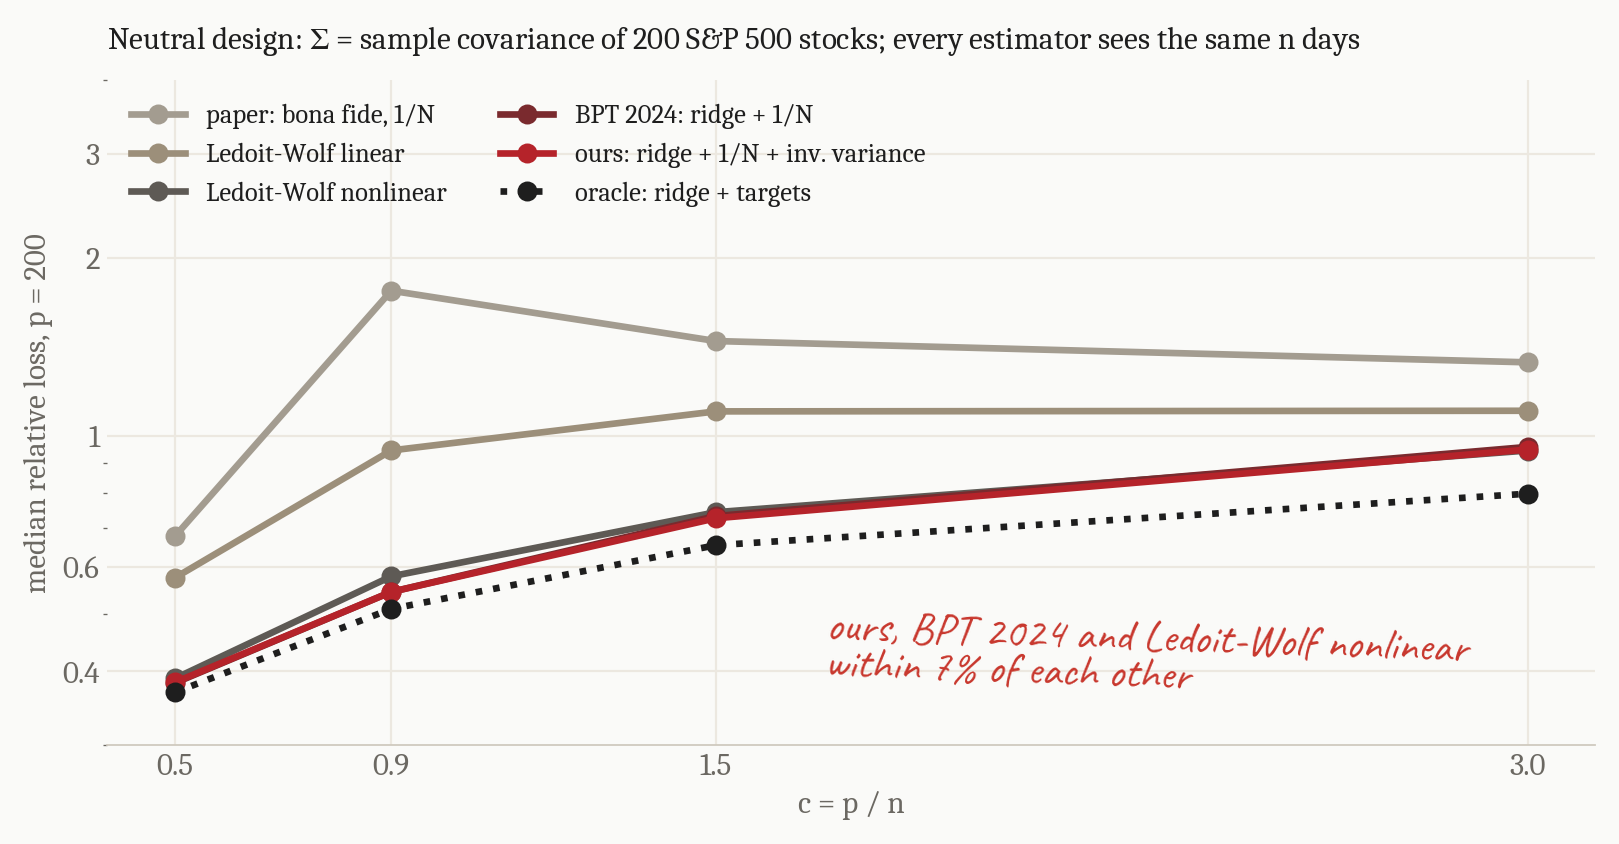 Neutral design: Σ = sample covariance of 200 S&P 500 stocks; every estimator sees the same n days
paper: bona fide, 1/N
Ledoit-Wolf linear
Ledoit-Wolf nonlinear
BPT 2024: ridge + 1/N
ours: ridge + 1/N + inv. variance
oracle: ridge + targets
median relative loss, p = 200
3
2
1
0.6
0.4
ours, BPT 2024 and Ledoit-Wolf nonlinear
within 7% of each other
0.5
0.9
1.5
3.0
c = p / n